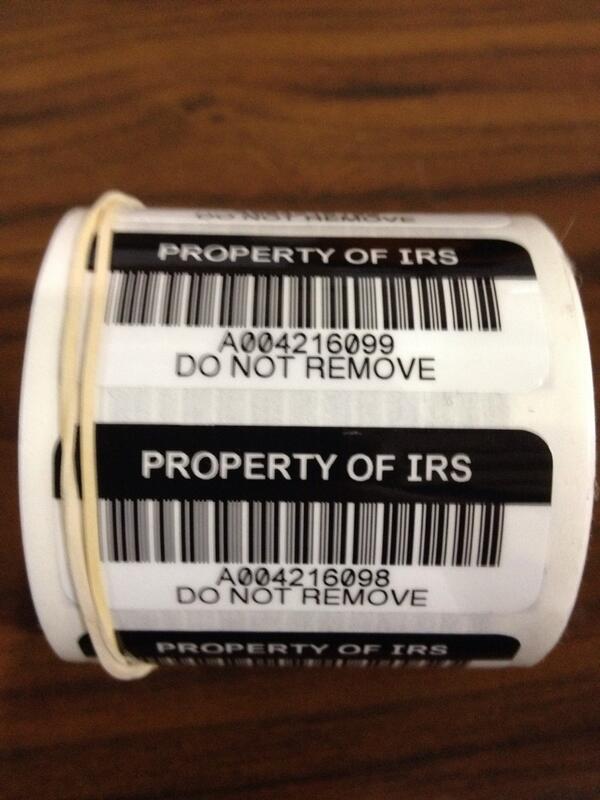 DO NOT REMOVE
PROPERTY OF IRS
A004216099
DO NOT REMOVE
PROPERTY OF IRS
A004216098
DO NOT REMOVE
PROPERTY OF IRS